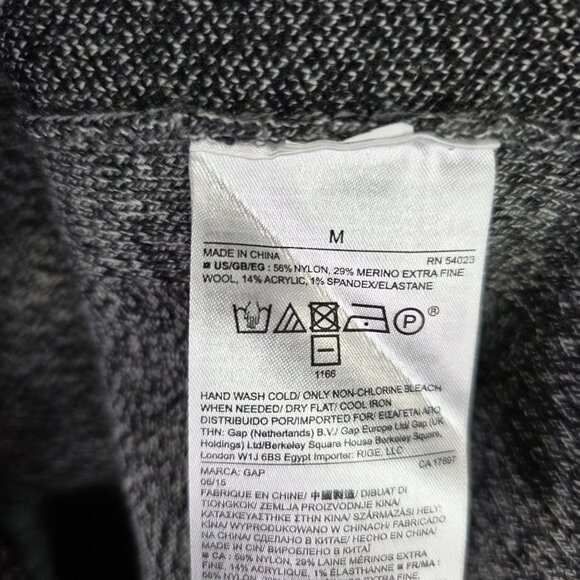 M
MADE IN CHINA RN 54023
■ US/GB/EG : 56% NYLON, 29% MERINO EXTRA FINE
WOOL, 14% ACRYLIC, 1% SPANDEX/ELASTANE
P ®
1166
HAND WASH COLD/ ONLY NON-CHLORINE BLEACH
WHEN NEEDED/ DRY FLAT/ COOL IRON
DISTRIBUIDO POR/IMPORTED FOR/ ΕΙΣΑΓΕΤΑΙ ΑΠΟ
ΤΗΝ: Gap (Netherlands) B.V./ Gap Europe Ltd/ Gap (UK
Holdings) Ltd/Berkeley Square House Berkeley Square,
London W1J 6BS Egypt Importer: RIGE, LLC
CA 17897
MARCA: GAP
06/15
FABRIQUE EN CHINE/ 中國製造/ DIBUAT DI
TIONGKOK/ ZEMLJA PROIZVODNJE KINA/
ΚΑΤΑΣΚΕΥΑΣΤΗΚΕ ΣΤΗΝ ΚΙΝΑ/ SZÁRMAZÁSI HELY:
KÍNA/ WYPRODUKOWANO W CHINACH/ FABRICADO
NA CHINA/ СДЕЛАНО В КИТАЕ/ HECHO EN CHINA/
MADE IN CIN/ ВИРОБЛЕНО В КИТАЇ
■ CA : 56% NYLON, 29% LAINE MÉRINOS EXTRA
FINE, 14% ACRYLIQUE, 1% ÉLASTHANNE ■ FR/MA :